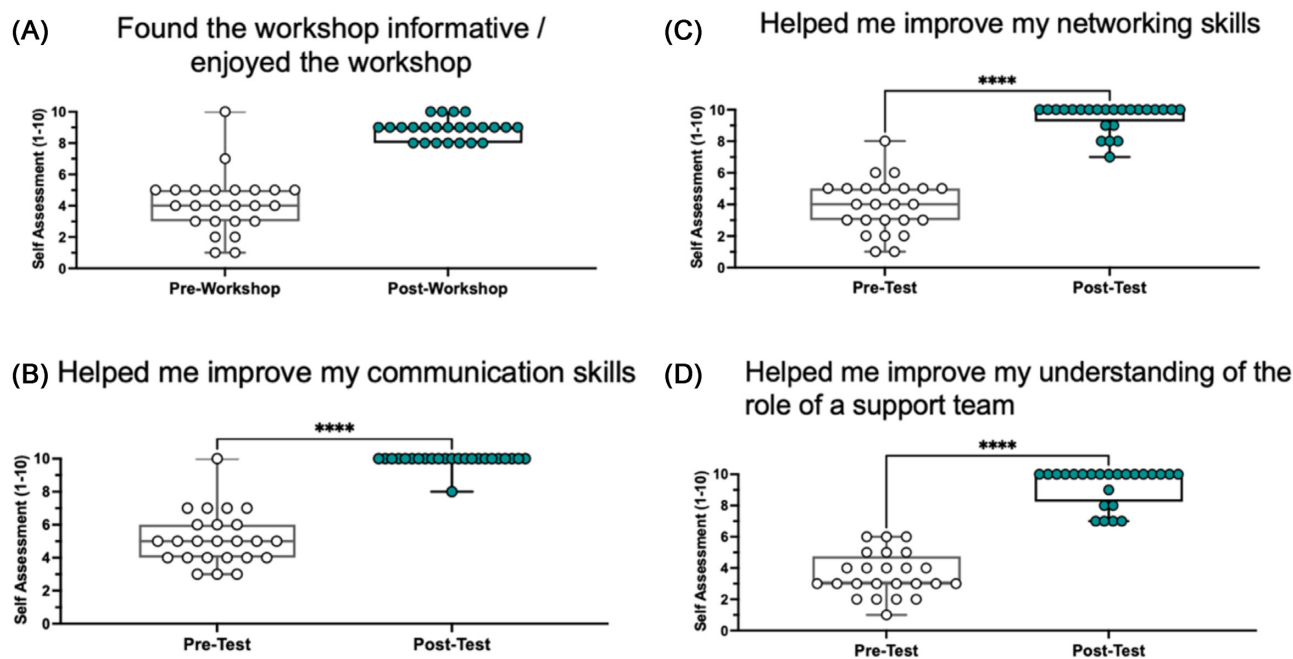 (A) Found the workshop informative /
enjoyed the workshop
Self Assessment (1-10)
10
8
6
4
2
0
Pre-Workshop Post-Workshop
(B) Helped me improve my communication skills
****
Self Assessment (1-10)
10
8
6
4
2
0
Pre-Test Post-Test
(C) Helped me improve my networking skills
****
Self Assessment (1-10)
10
8
6
4
2
0
Pre-Test Post-Test
(D) Helped me improve my understanding of the
role of a support team
****
Self Assessment (1-10)
10
8
6
4
2
0
Pre-Test Post-Test